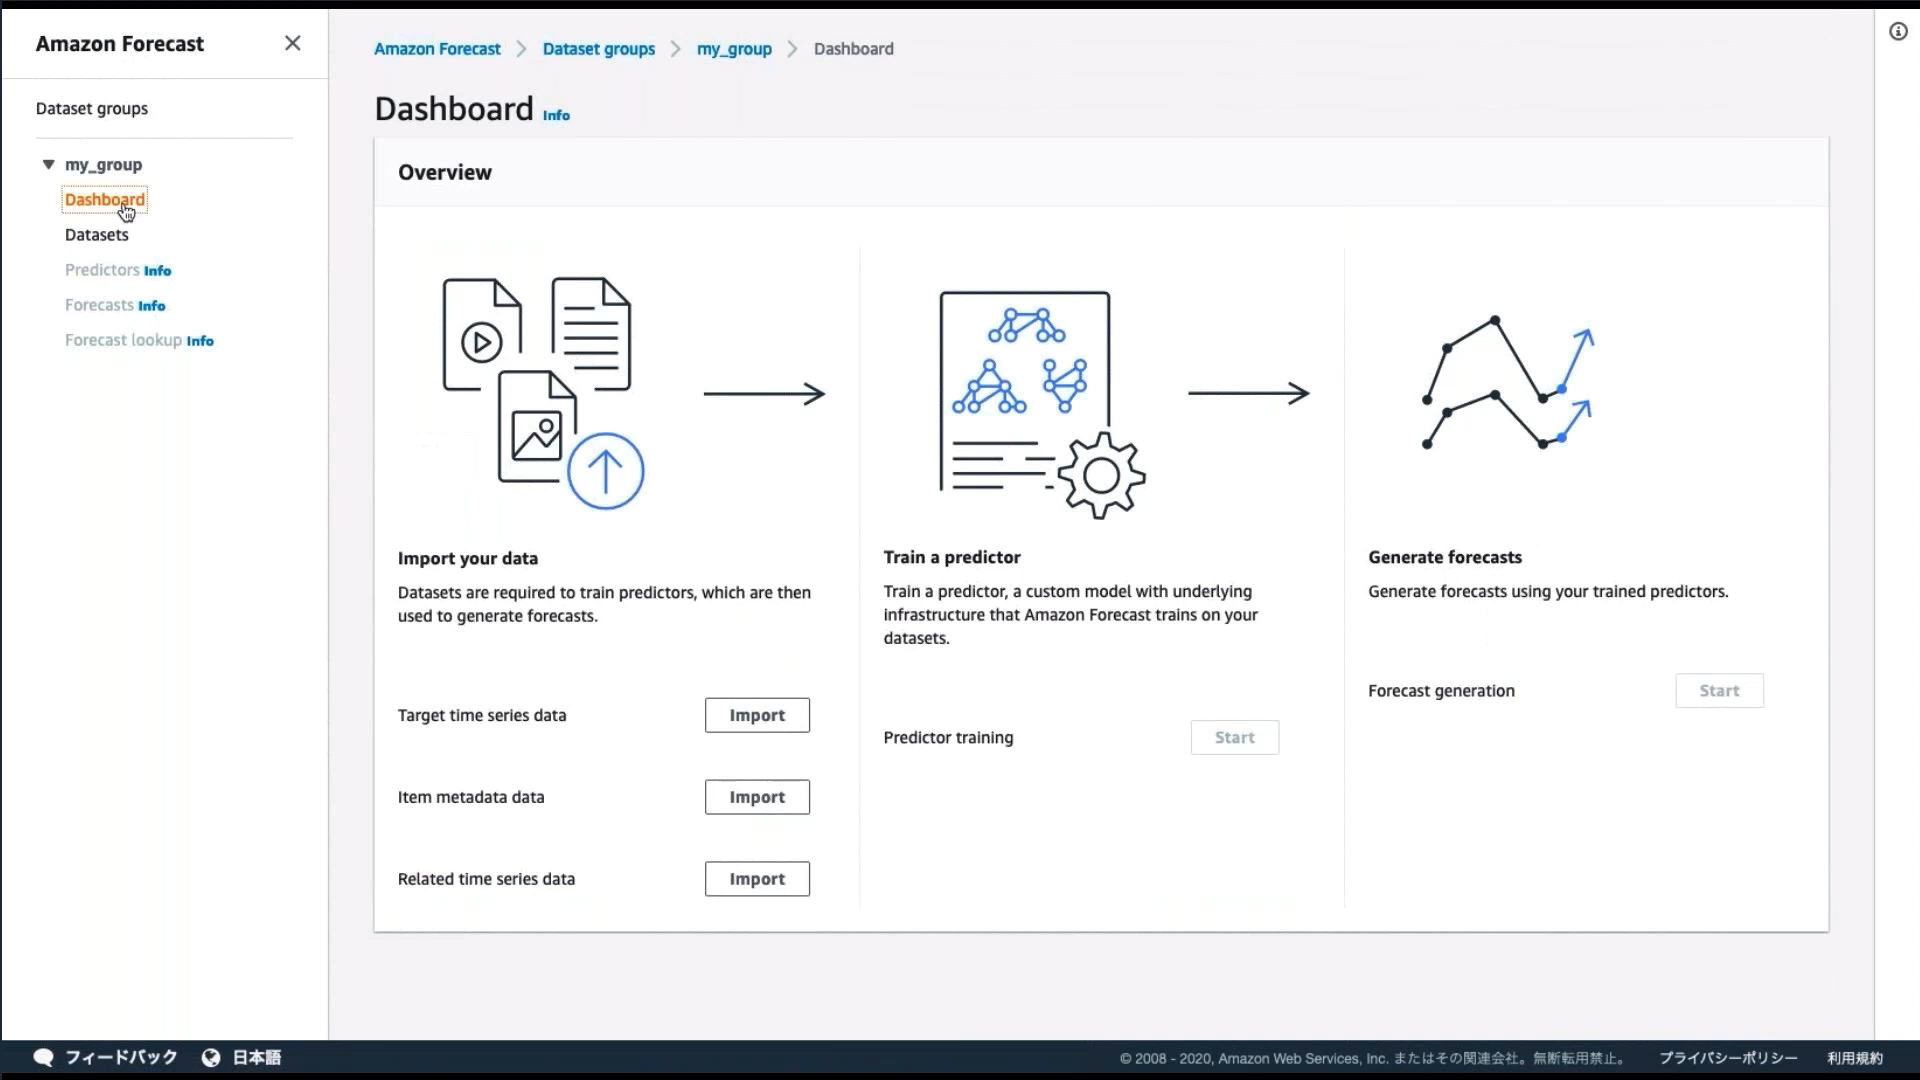 Amazon Forecast
Dataset groups
my_group
Dashboard
Datasets
Predictors Info
Forecasts Info
Forecast lookup Info
Amazon Forecast > Dataset groups > my_group > Dashboard
Dashboard Info
Overview
Import your data
Datasets are required to train predictors, which are then
used to generate forecasts.
Target time series data Import
Item metadata data Import
Related time series data Import
Train a predictor
Train a predictor, a custom model with underlying
infrastructure that Amazon Forecast trains on your
datasets.
Predictor training Start
Generate forecasts
Generate forecasts using your trained predictors.
Forecast generation Start
フィードバック 日本語
© 2008 - 2020, Amazon Web Services, Inc. またはその関連会社。無断転用禁止。 プライバシーポリシー 利用規約